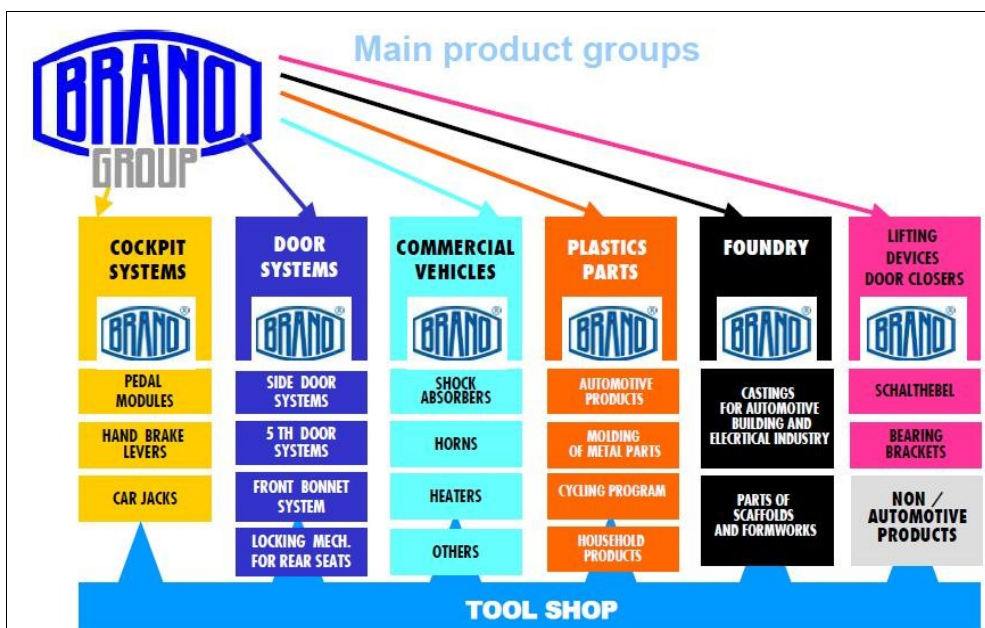 Main product groups
BRANO
GROUP
COCKPIT
SYSTEMS
BRANO®
PEDAL
MODULES
HAND BRAKE
LEVERS
CAR JACKS
DOOR
SYSTEMS
BRANO®
SIDE DOOR
SYSTEMS
5 TH DOOR
SYSTEMS
FRONT BONNET
SYSTEM
LOCKING MECH.
FOR REAR SEATS
COMMERCIAL
VEHICLES
BRANO®
SHOCK
ABSORBERS
HORNS
HEATERS
OTHERS
PLASTICS
PARTS
BRANO®
AUTOMOTIVE
PRODUCTS
MOLDING
OF METAL PARTS
CYCLING PROGRAM
HOUSEHOLD
PRODUCTS
FOUNDRY
BRANO®
CASTINGS
FOR AUTOMOTIVE
BUILDING AND
ELECRTICAL INDUSTRY
PARTS OF
SCAFFOLDS
AND FORMWORKS
LIFTING
DEVICES
DOOR CLOSERS
BRANO®
SCHALTHEBEL
BEARING
BRACKETS
NON /
AUTOMOTIVE
PRODUCTS
TOOL SHOP